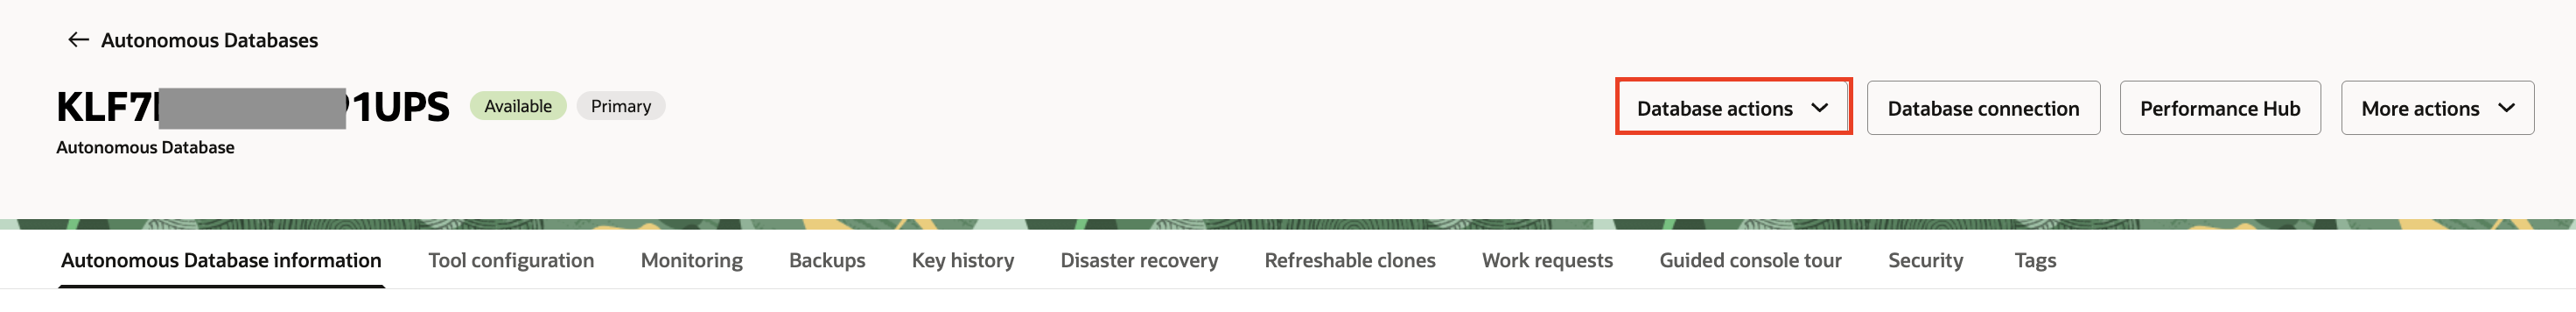 Autonomous Databases
KLF7 1UPS Available Primary
Autonomous Database
Database actions Database connection Performance Hub More actions
Autonomous Database information Tool configuration Monitoring Backups Key history Disaster recovery Refreshable clones Work requests Guided console tour Security Tags